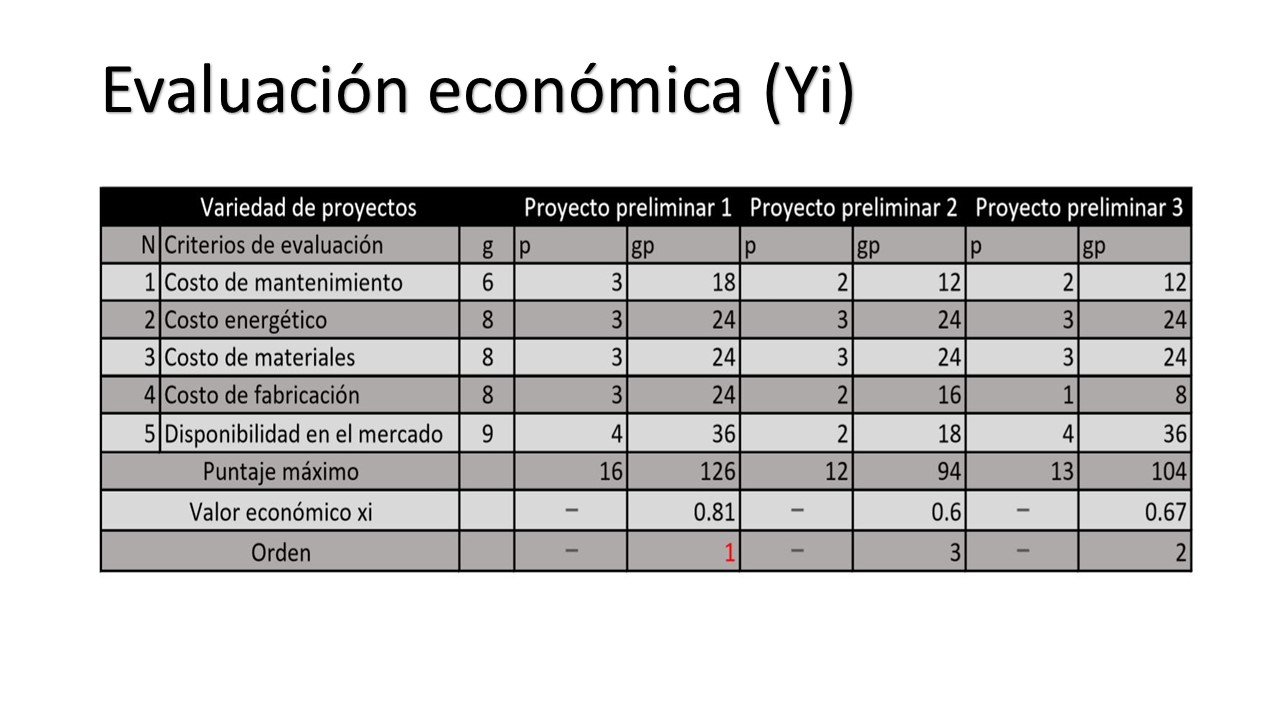 Evaluación económica (Yi)
Variedad de proyectos Proyecto preliminar 1 Proyecto preliminar 2 Proyecto preliminar 3
N Criterios de evaluación g p gp p gp p gp
1 Costo de mantenimiento 6 3 18 2 12 2 12
2 Costo energético 8 3 24 3 24 3 24
3 Costo de materiales 8 3 24 3 24 3 24
4 Costo de fabricación 8 3 24 2 16 1 8
5 Disponibilidad en el mercado 9 4 36 2 18 4 36
Puntaje máximo 16 126 12 94 13 104
Valor económico xi – 0.81 – 0.6 – 0.67
Orden – 1 – 3 – 2